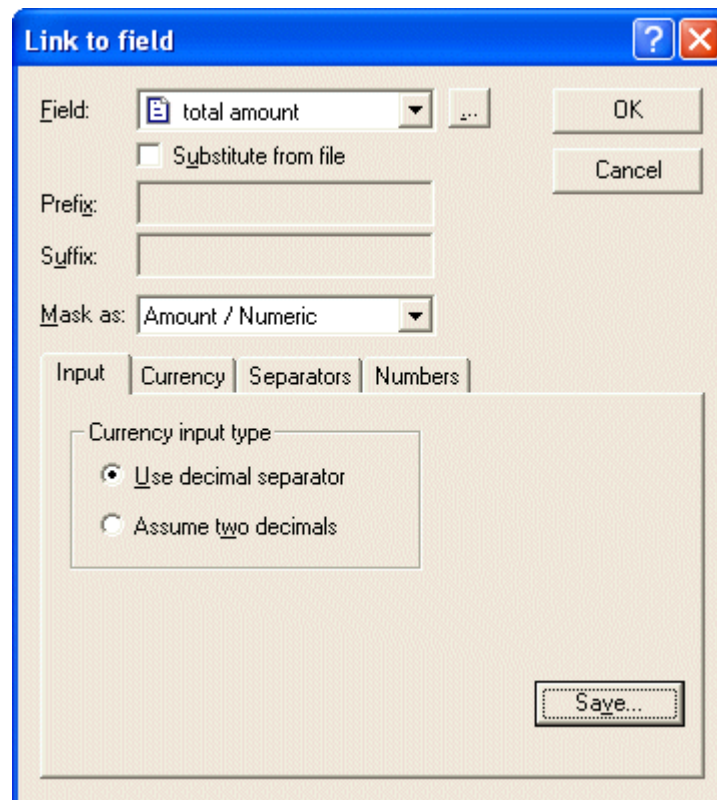 Link to field
?
Field: total amount ... OK
Substitute from file
Cancel
Prefix:
Suffix:
Mask as: Amount / Numeric
Input Currency Separators Numbers
Currency input type
Use decimal separator
Assume two decimals
Save...